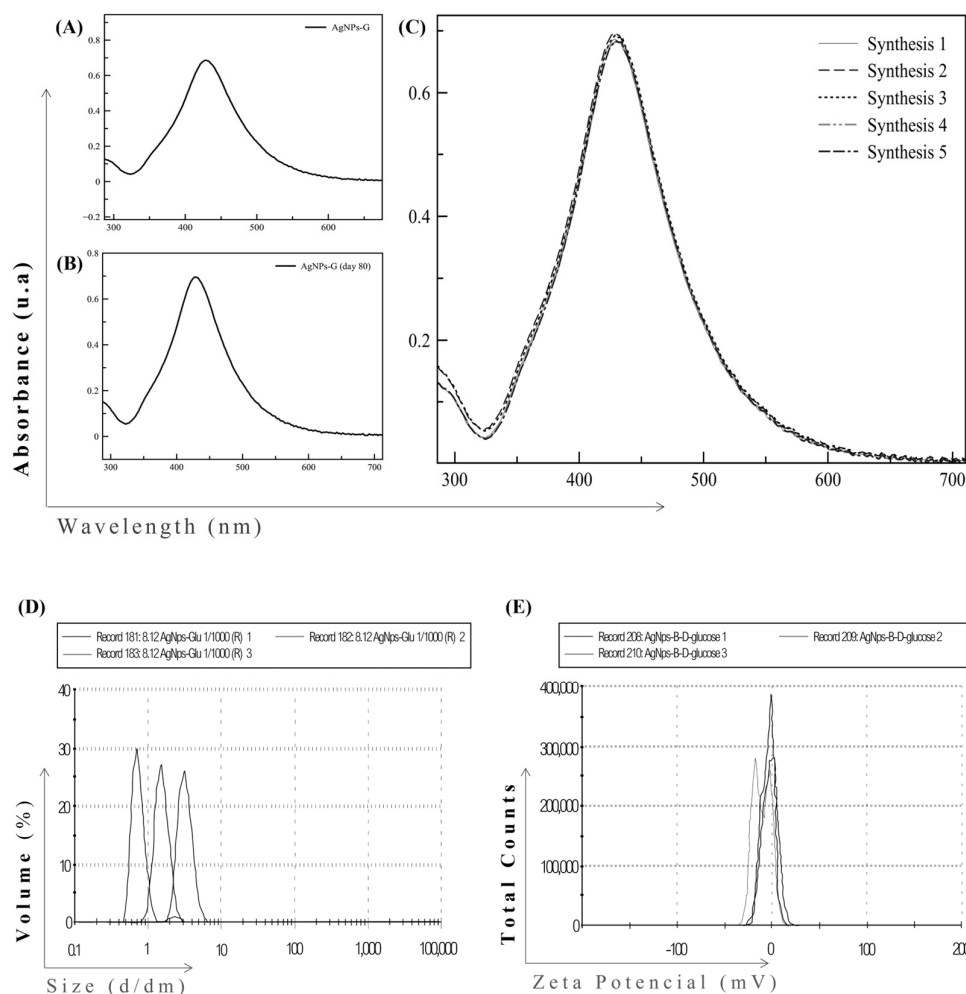 (A)
AgNPs-G
0.8
0.6
0.4
0.2
0
−0.2
300
400
500
600
(B)
AgNPs-G (day 80)
0.8
0.6
0.4
0.2
0
300
400
500
600
700
(C)
Synthesis 1
Synthesis 2
Synthesis 3
Synthesis 4
Synthesis 5
0.6
0.4
0.2
300
400
500
600
700
Absorbance (u.a)
Wavelength (nm)
(D)
Record 181: 8.12 AgNps-Glu 1/1000 (R) 1
Record 182: 8.12 AgNps-Glu 1/1000 (R) 2
Record 183: 8.12 AgNps-Glu 1/1000 (R) 3
40
30
20
10
0
0.1
1
10
100
1,000
100,000
Volume (%)
Size (d/dm)
(E)
Record 208: AgNps-B-D-glucose 1
Record 209: AgNps-B-D-glucose 2
Record 210: AgNps-B-D-glucose 3
400,000
300,000
200,000
100,000
0
-100
0
100
200
Total Counts
Zeta Potencial (mV)